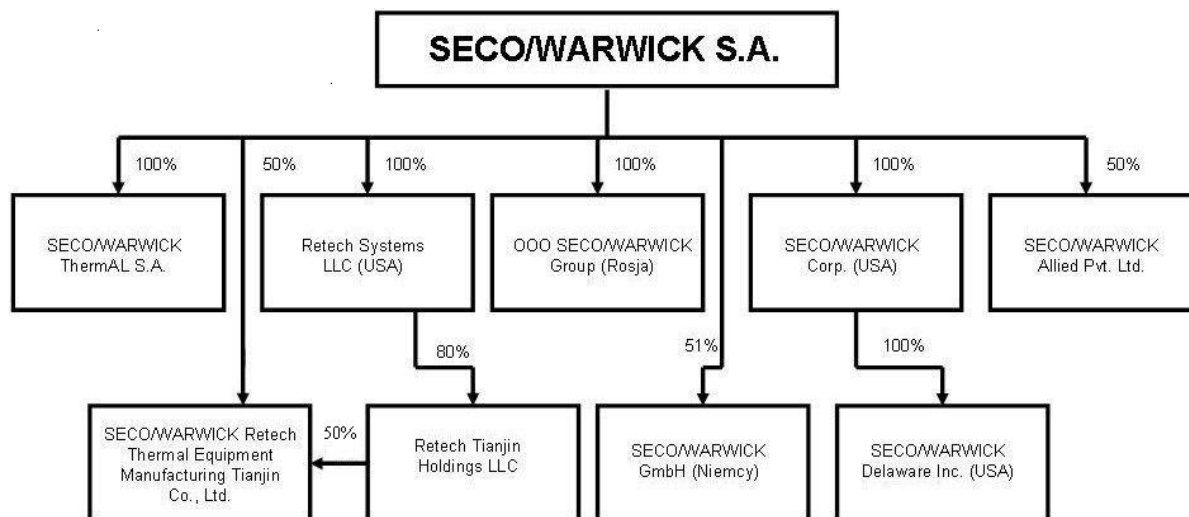 SECO/WARWICK S.A.
100%
50%
100%
100%
100%
50%
SECO/WARWICK
ThermAL S.A.
Retech Systems
LLC (USA)
OOO SECO/WARWICK
Group (Rosja)
SECO/WARWICK
Corp. (USA)
SECO/WARWICK
Allied Pvt. Ltd.
80%
51%
100%
SECO/WARWICK Retech
Thermal Equipment
Manufacturing Tianjin
Co., Ltd.
50%
Retech Tianjin
Holdings LLC
SECO/WARWICK
GmbH (Niemcy)
SECO/WARWICK
Delaware Inc. (USA)